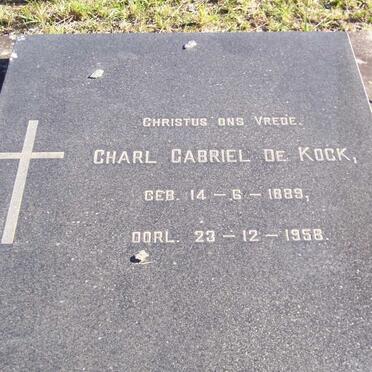 CHRISTUS ONS VREDE.
CHARL GABRIEL DE KOCK,
GEB. 14 – 6 – 1889,
OORL. 23 – 12 – 1958.